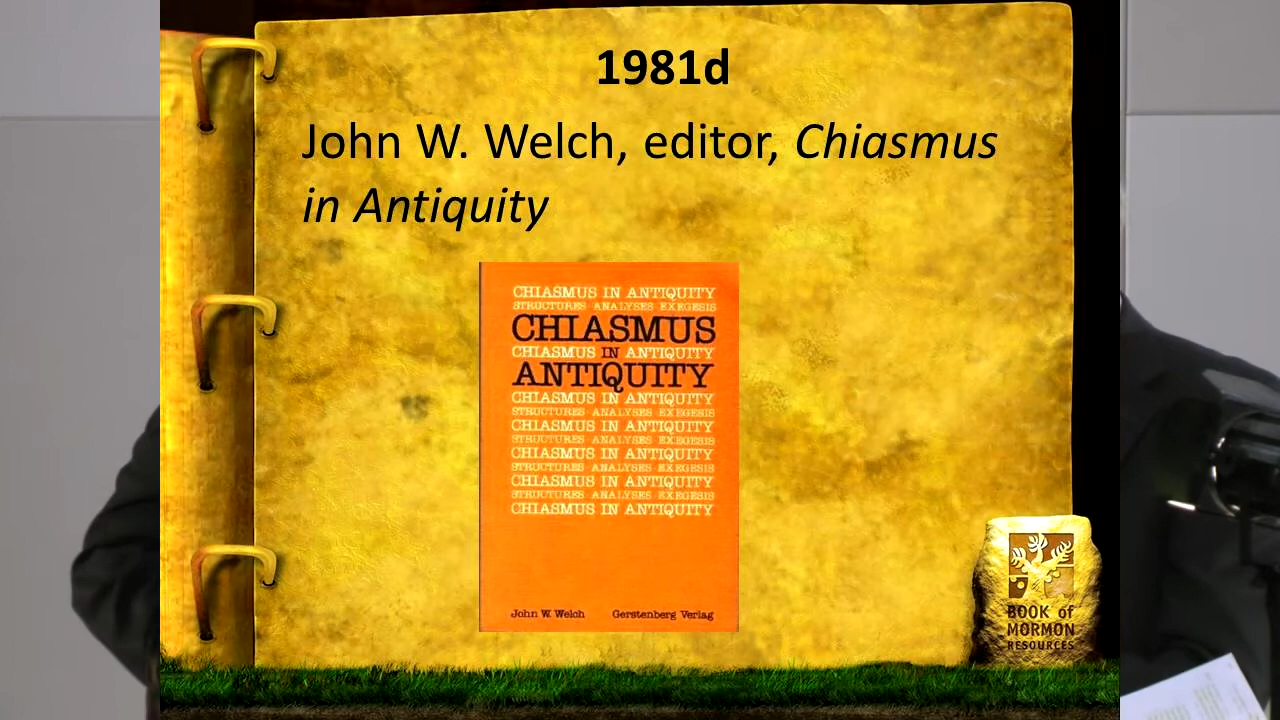 1981d
John W. Welch, editor, Chiasmus
in Antiquity
CHIASMUS IN ANTIQUITY
STRUCTURES ANALYSES EXEGESIS
CHIASMUS
CHIASMUS IN ANTIQUITY
ANTIQUITY
CHIASMUS IN ANTIQUITY
STRUCTURES ANALYSES EXEGESIS
CHIASMUS IN ANTIQUITY
STRUCTURES ANALYSES EXEGESIS
CHIASMUS IN ANTIQUITY
STRUCTURES ANALYSES EXEGESIS
CHIASMUS IN ANTIQUITY
STRUCTURES ANALYSES EXEGESIS
CHIASMUS IN ANTIQUITY
John W. Welch Gerstenberg Verlag
BOOK of
MORMON
RESOURCES